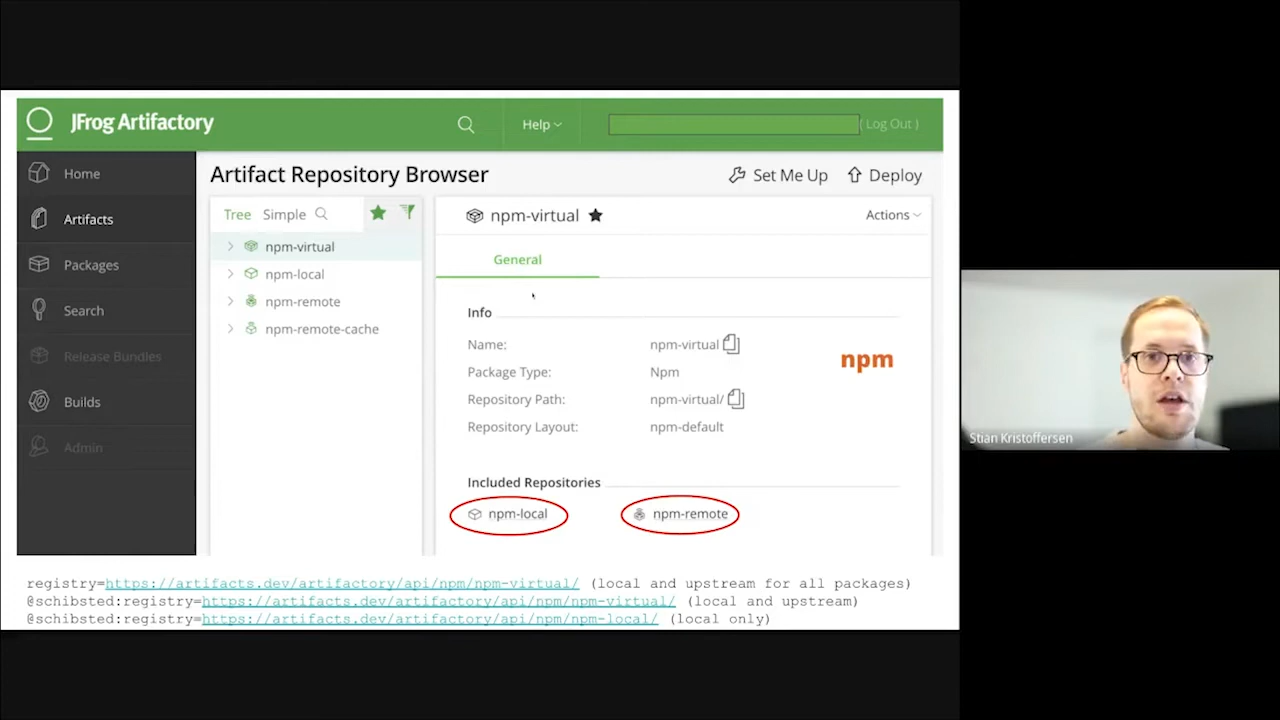 JFrog Artifactory
Help
( Log Out )
Home
Artifacts
Packages
Search
Release Bundles
Builds
Admin
Artifact Repository Browser
Set Me Up
Deploy
Tree
Simple
npm-virtual
npm-local
npm-remote
npm-remote-cache
npm-virtual
Actions
General
Info
Name: npm-virtual
Package Type: Npm
Repository Path: npm-virtual/
Repository Layout: npm-default
npm
Included Repositories
npm-local
npm-remote
registry=https://artifacts.dev/artifactory/api/npm/npm-virtual/ (local and upstream for all packages)
@schibsted:registry=https://artifacts.dev/artifactory/api/npm/npm-virtual/ (local and upstream)
@schibsted:registry=https://artifacts.dev/artifactory/api/npm/npm-local/ (local only)
Stian Kristoffersen